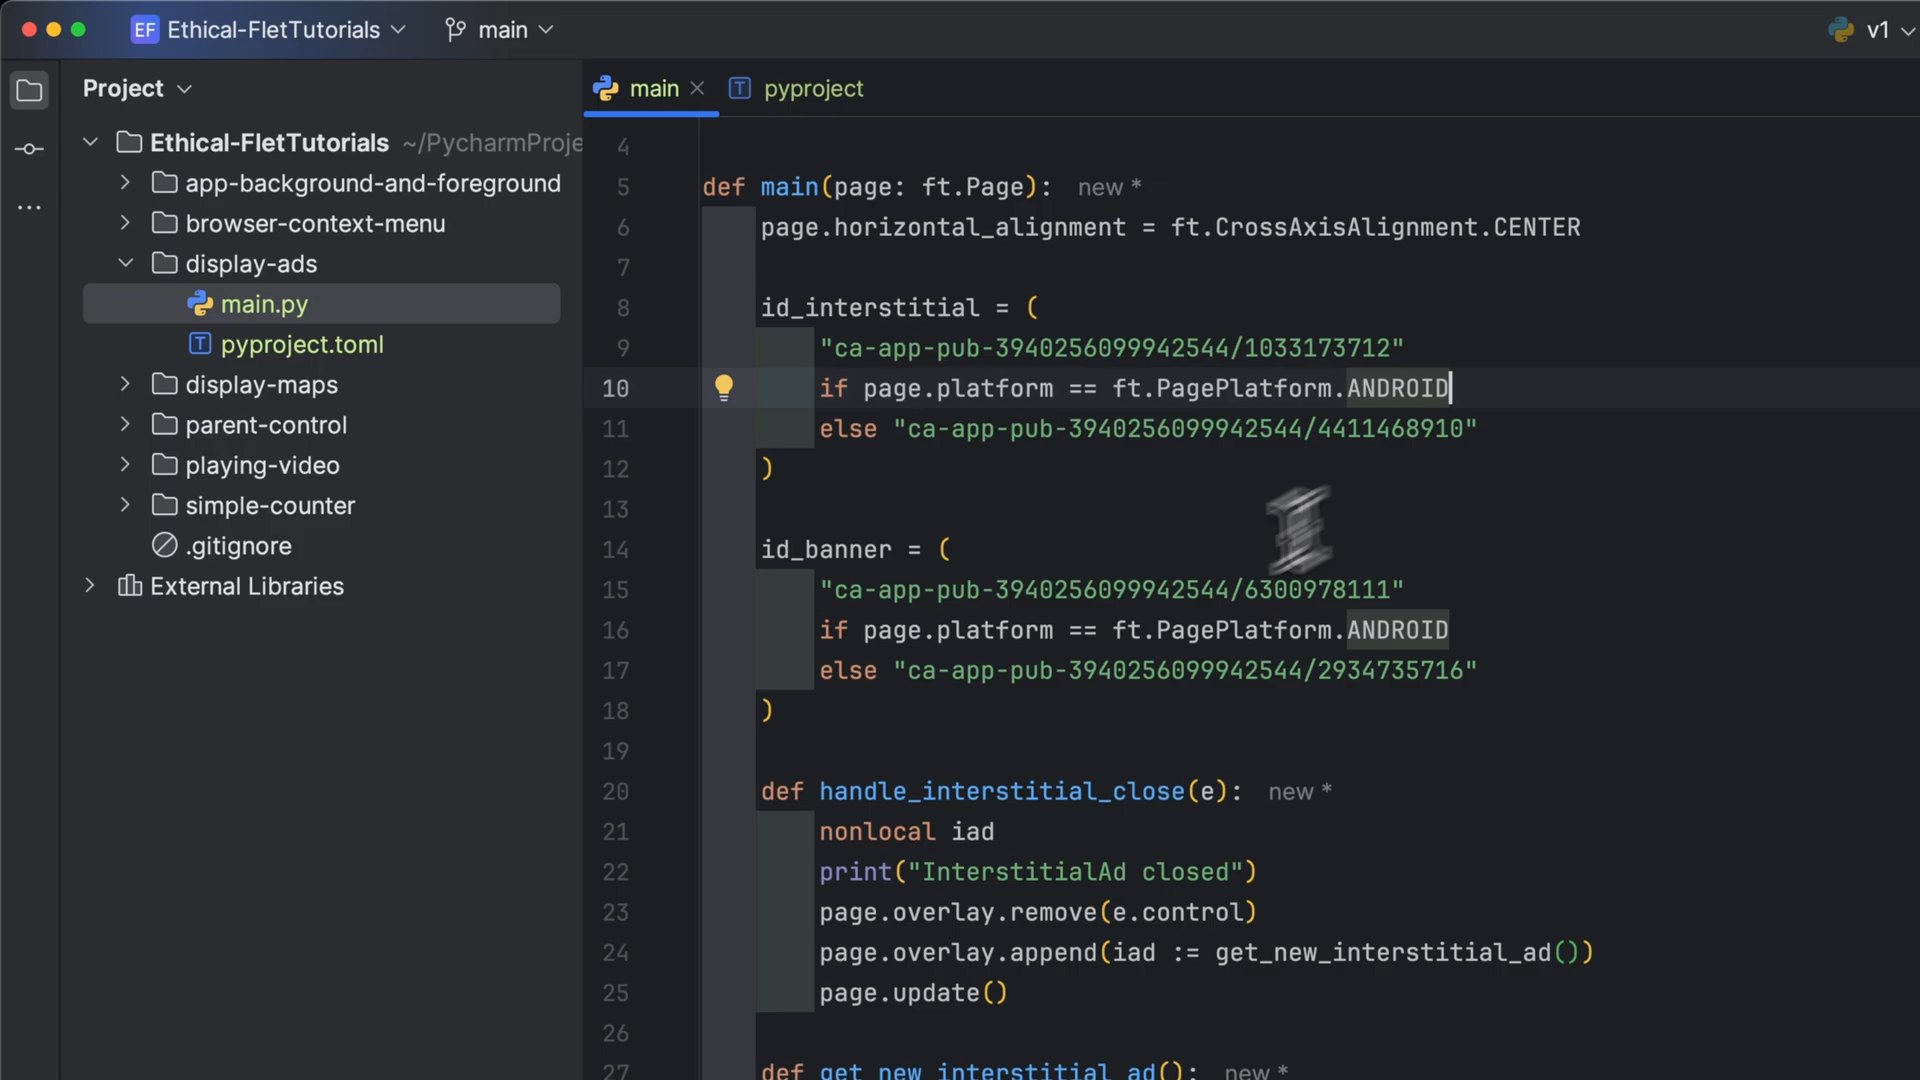 EF Ethical-FletTutorials main v1
Project
main
pyproject
Ethical-FletTutorials ~/PycharmProje
app-background-and-foreground
browser-context-menu
display-ads
main.py
pyproject.toml
display-maps
parent-control
playing-video
simple-counter
.gitignore
External Libraries
4
5 def main(page: ft.Page): new *
6 page.horizontal_alignment = ft.CrossAxisAlignment.CENTER
7
8 id_interstitial = (
9 "ca-app-pub-3940256099942544/1033173712"
10 if page.platform == ft.PagePlatform.ANDROID
11 else "ca-app-pub-3940256099942544/4411468910"
12 )
13
14 id_banner = (
15 "ca-app-pub-3940256099942544/6300978111"
16 if page.platform == ft.PagePlatform.ANDROID
17 else "ca-app-pub-3940256099942544/2934735716"
18 )
19
20 def handle_interstitial_close(e): new *
21 nonlocal iad
22 print("InterstitialAd closed")
23 page.overlay.remove(e.control)
24 page.overlay.append(iad := get_new_interstitial_ad())
25 page.update()
26
27 def get_new_interstitial_ad(): new *